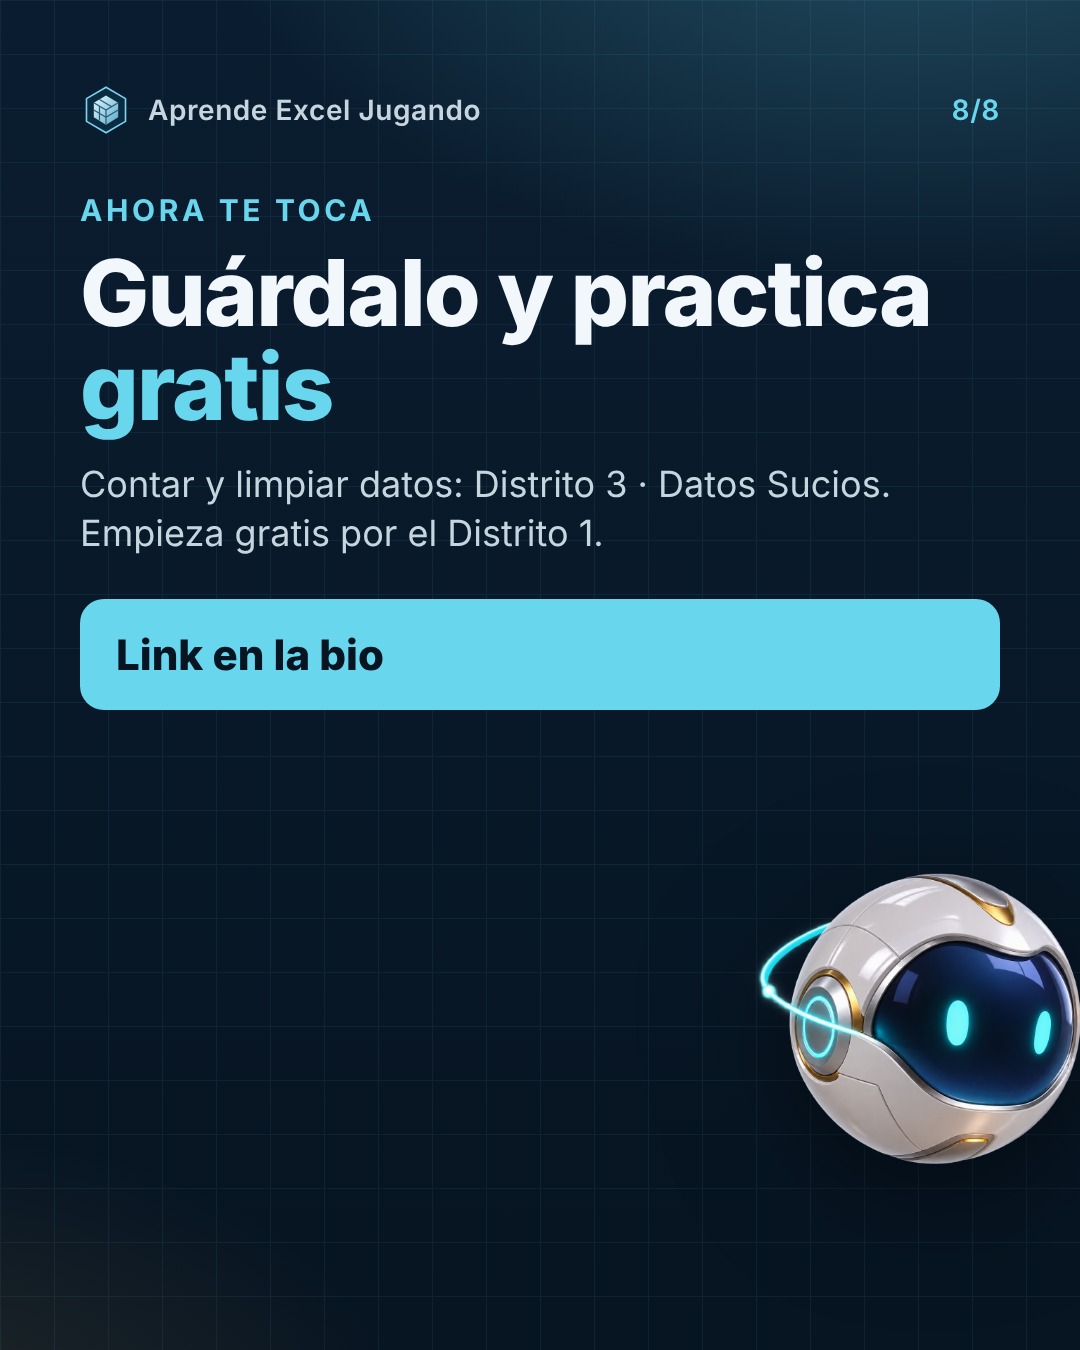 Aprende Excel Jugando
8/8
AHORA TE TOCA
Guárdalo y practica
gratis
Contar y limpiar datos: Distrito 3 · Datos Sucios.
Empieza gratis por el Distrito 1.
Link en la bio